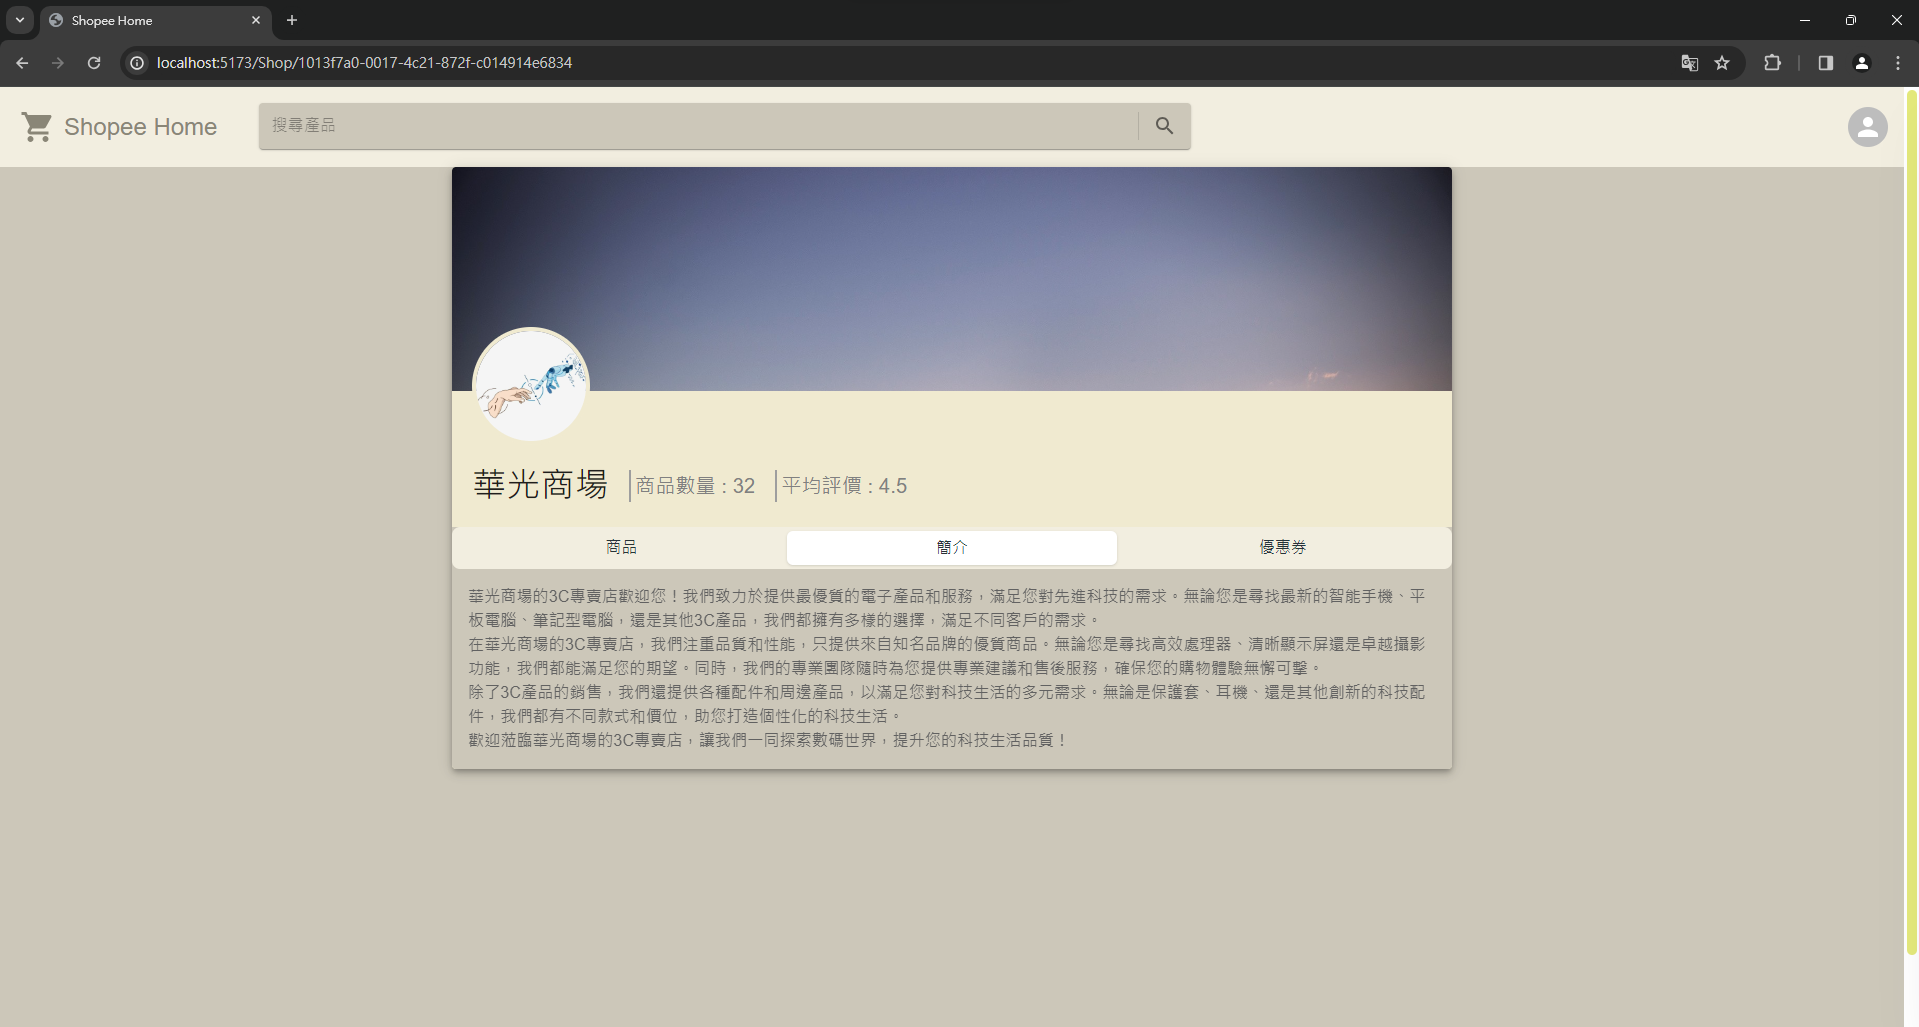 Shopee Home
localhost:5173/Shop/1013f7a0-0017-4c21-872f-c014914e6834
Shopee Home
搜尋產品
華光商場
商品數量 : 32
平均評價 : 4.5
商品
簡介
優惠券
華光商場的3C專賣店歡迎您！我們致力於提供最優質的電子產品和服務，滿足您對先進科技的需求。無論您是尋找最新的智能手機、平
板電腦、筆記型電腦，還是其他3C產品，我們都擁有多樣的選擇，滿足不同客戶的需求。
在華光商場的3C專賣店，我們注重品質和性能，只提供來自知名品牌的優質商品。無論您是尋找高效處理器、清晰顯示屏還是卓越攝影
功能，我們都能滿足您的期望。同時，我們的專業團隊隨時為您提供專業建議和售後服務，確保您的購物體驗無懈可擊。
除了3C產品的銷售，我們還提供各種配件和周邊產品，以滿足您對科技生活的多元需求。無論是保護套、耳機、還是其他創新的科技配
件，我們都有不同款式和價位，助您打造個性化的科技生活。
歡迎蒞臨華光商場的3C專賣店，讓我們一同探索數碼世界，提升您的科技生活品質！